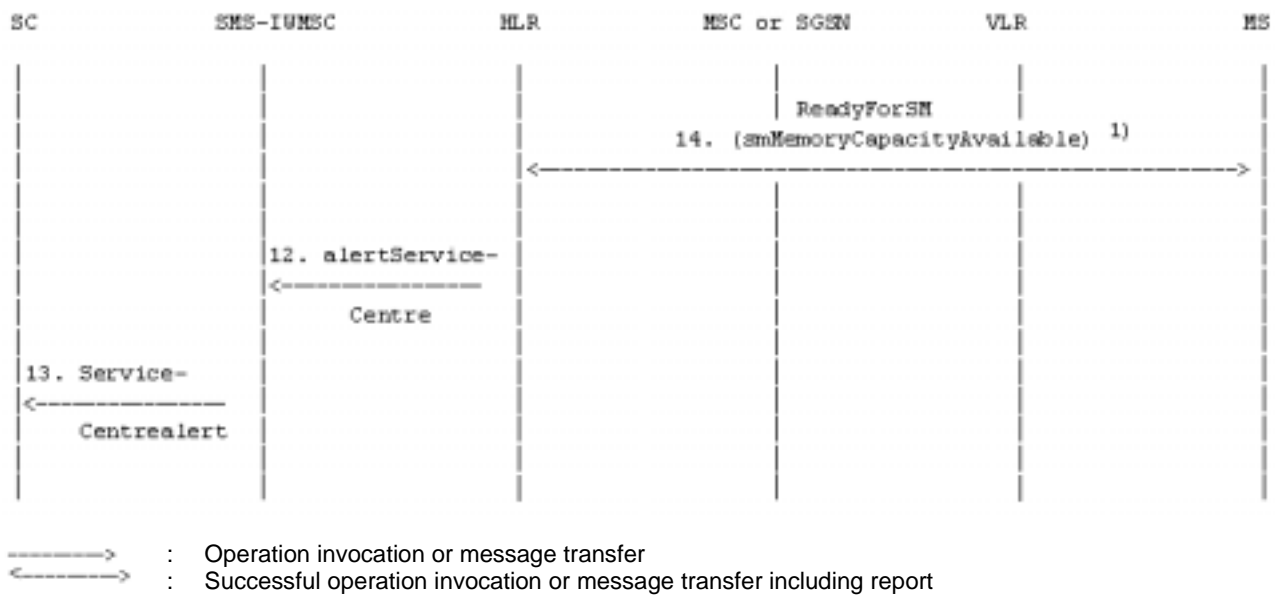 SC SMS-IWMSC HLR MSC or SGSN VLR MS
ReadyForSM
14. (smMemoryCapacityAvailable) 1)
12. alertService-
Centre
13. Service-
Centrealert
: Operation invocation or message transfer
: Successful operation invocation or message transfer including report